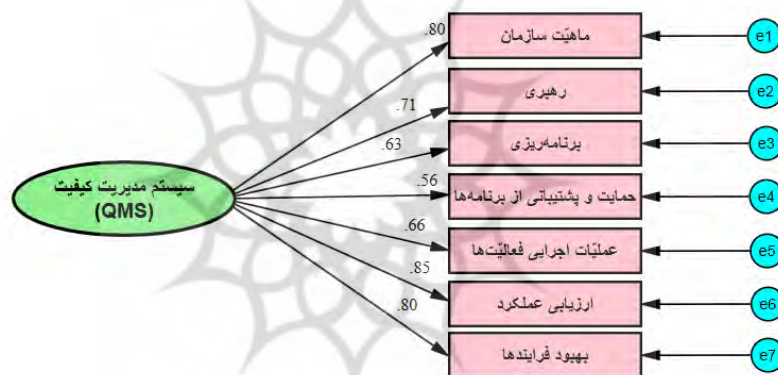 .80
ماهیّت سازمان
e1
.71
رهبری
e2
.63
برنامه‌ریزی
e3
سیستم مدیریت کیفیت
(QMS)
.56
حمایت و پشتیبانی از برنامه‌ها
e4
.66
عملیّات اجرایی فعالیّت‌ها
e5
.85
ارزیابی عملکرد
e6
.80
بهبود فرایندها
e7